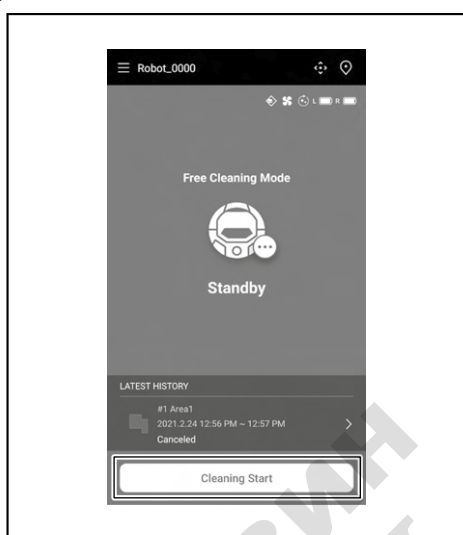 Robot_0000
L R
Free Cleaning Mode
Standby
LATEST HISTORY
#1 Area1
2021.2.24 12:56 PM ~ 12:57 PM
Canceled
Cleaning Start